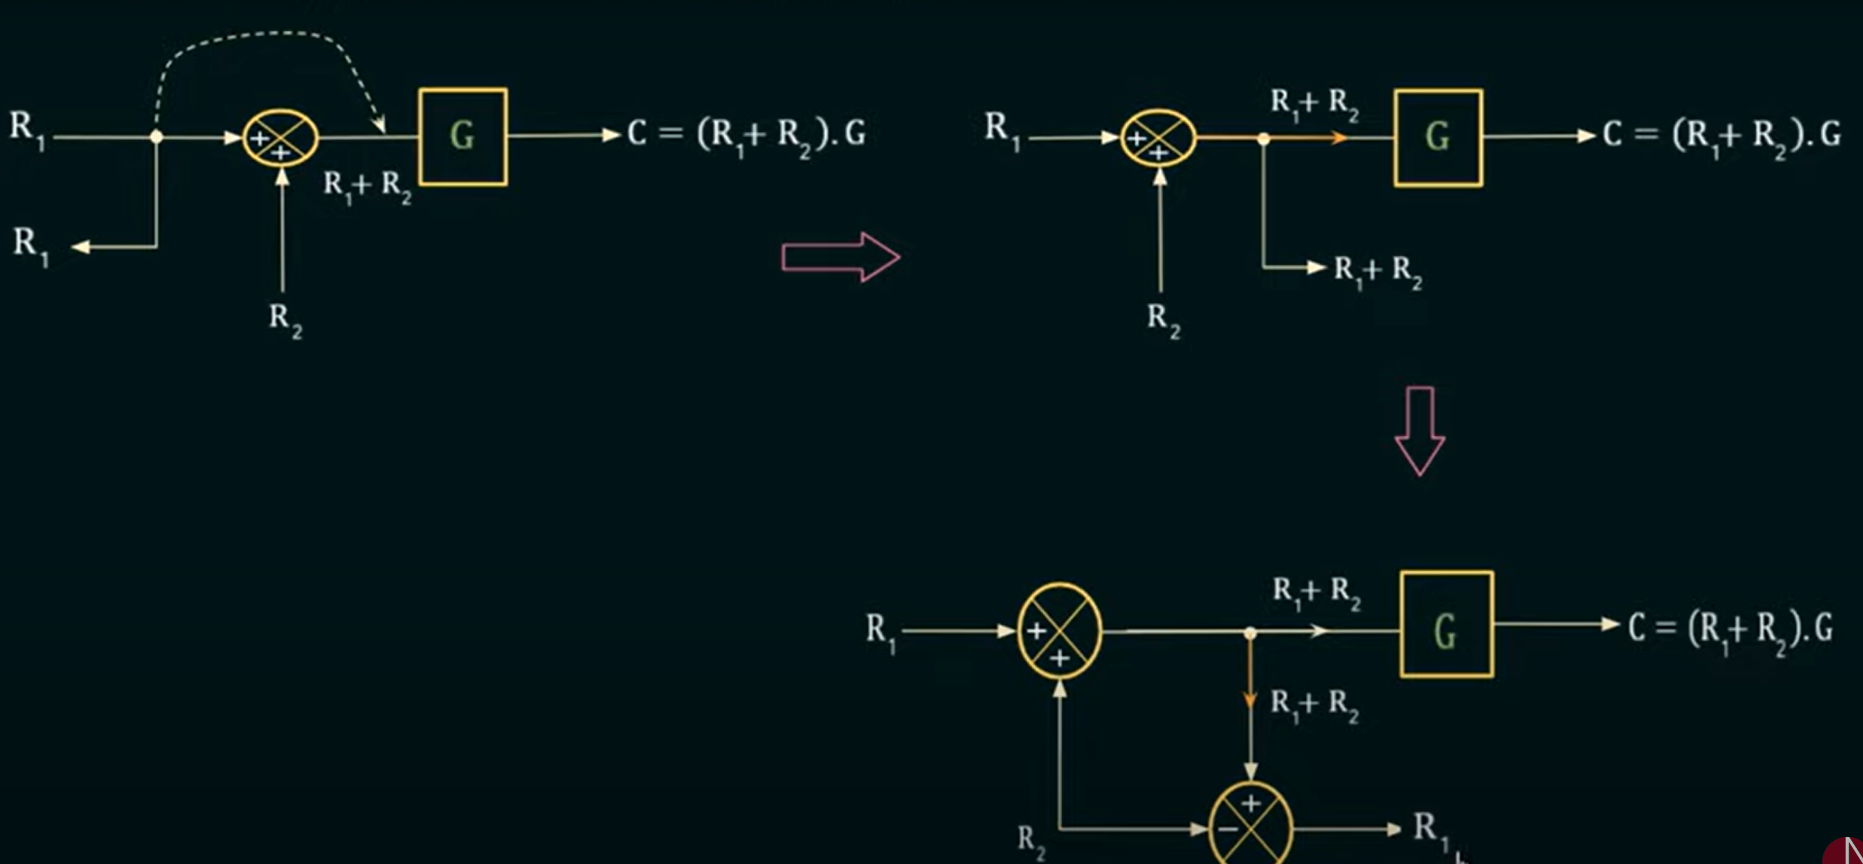 R₁
+
+
G
C = (R₁+ R₂).G
R₁+ R₂
R₁
R₂
R₁+ R₂
R₁
+
+
G
C = (R₁+ R₂).G
R₁+ R₂
R₂
R₁+ R₂
R₁
+
+
G
C = (R₁+ R₂).G
R₁+ R₂
+
R₂
−
R₁
N